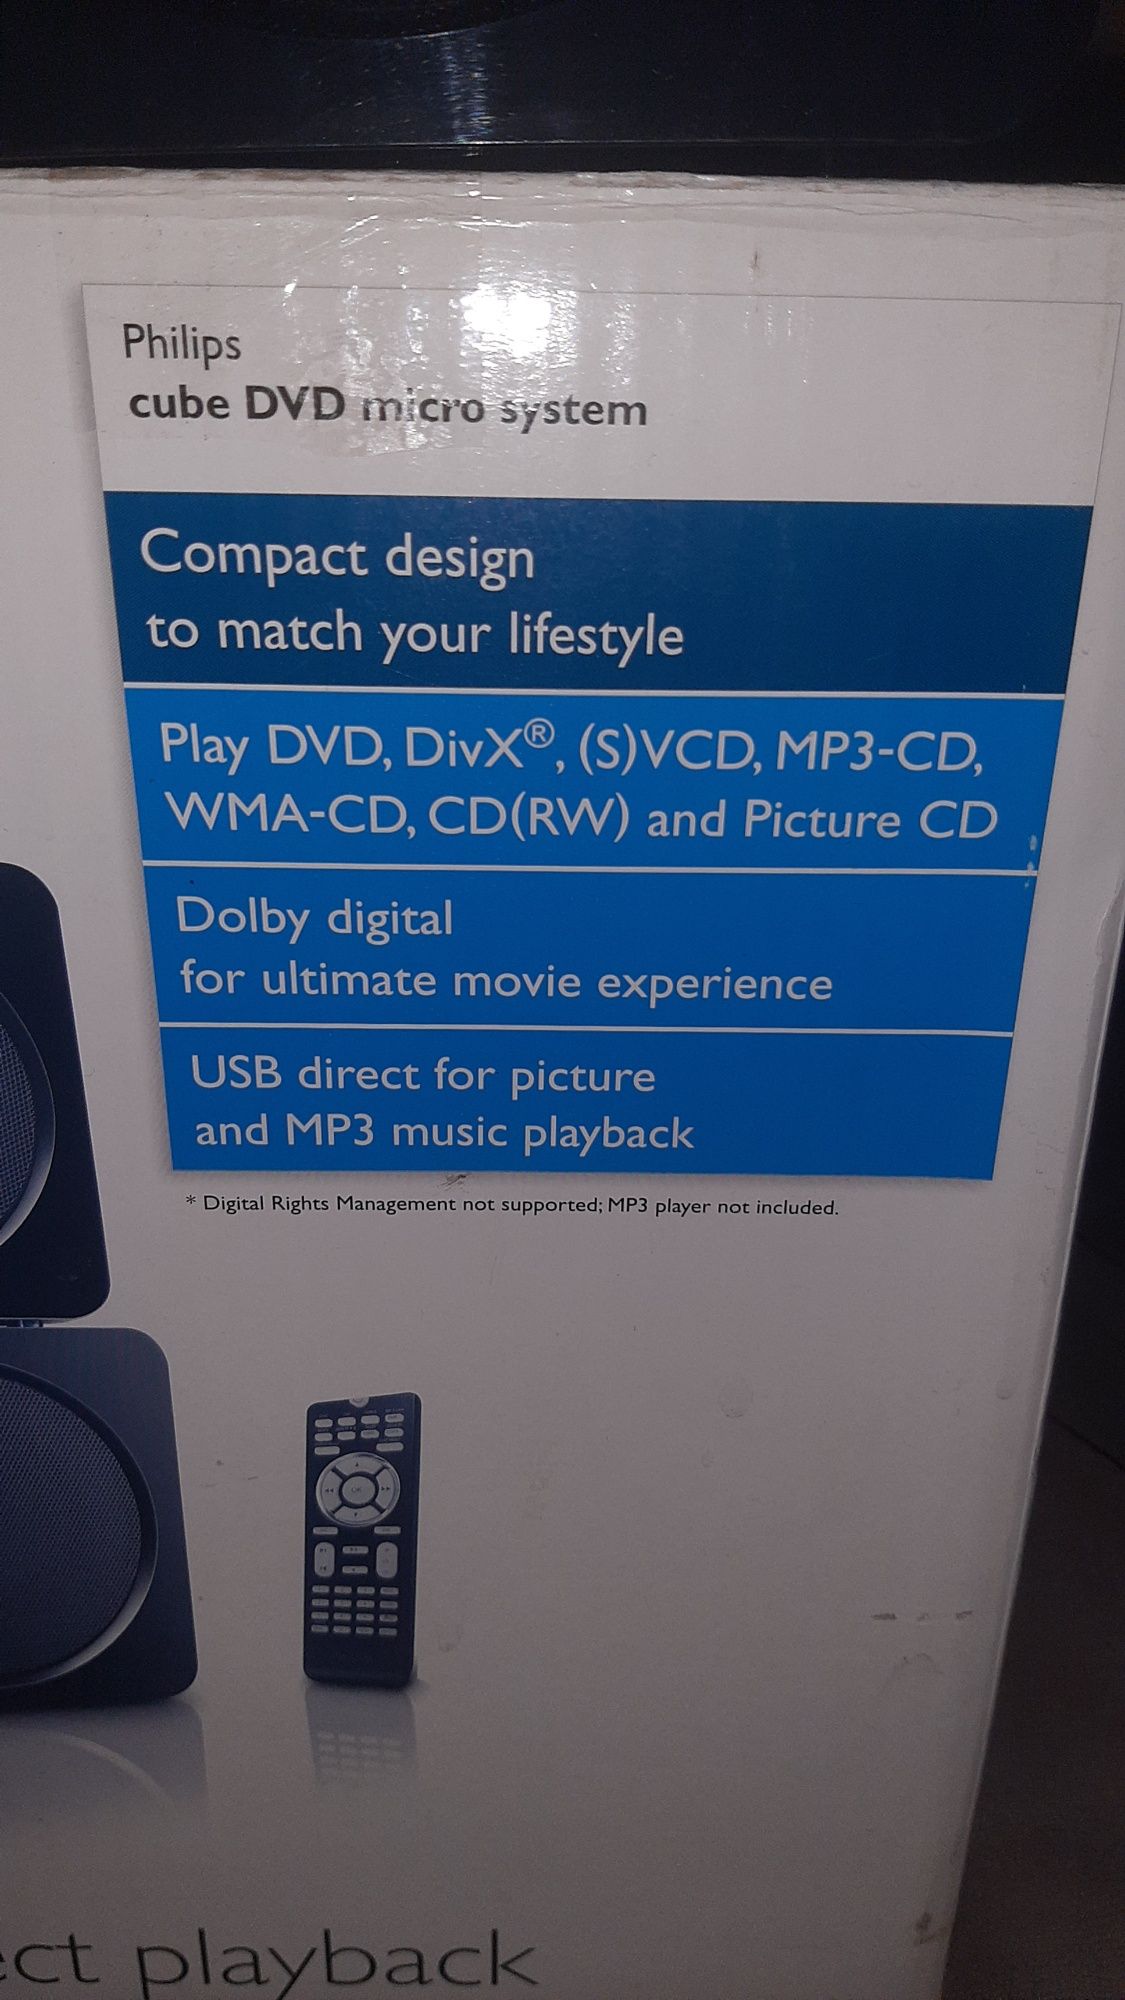 Philips
cube DVD micro system
Compact design
to match your lifestyle
Play DVD, DivX®, (S)VCD, MP3-CD,
WMA-CD, CD(RW) and Picture CD
Dolby digital
for ultimate movie experience
USB direct for picture
and MP3 music playback
* Digital Rights Management not supported; MP3 player not included.
OK
playback